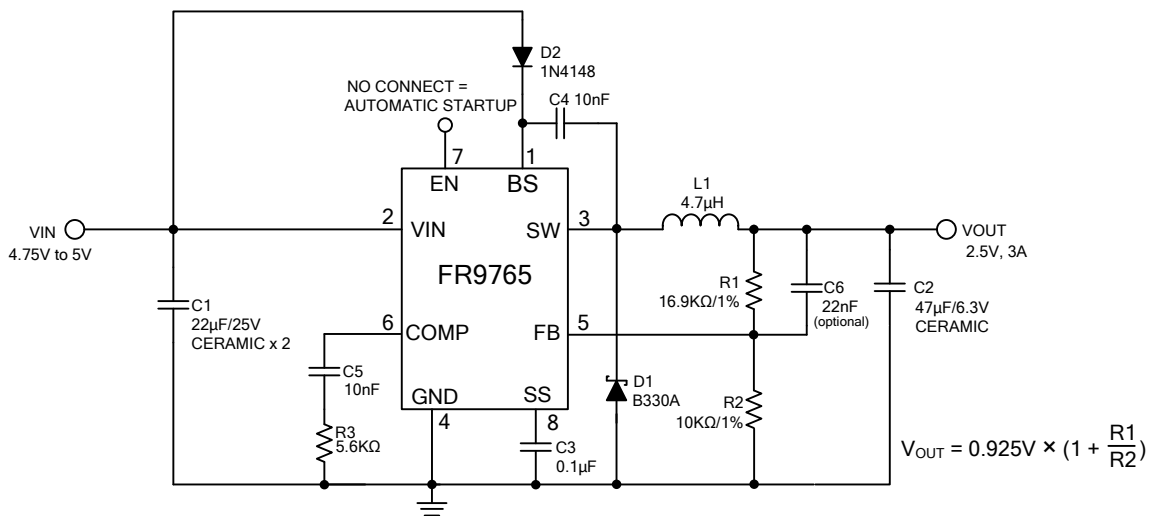 D2
1N4148
NO CONNECT =
AUTOMATIC STARTUP
C4 10nF
7
1
EN
BS
L1
4.7µH
VIN
4.75V to 5V
2
VIN
SW
3
VOUT
2.5V, 3A
FR9765
C1
22µF/25V
CERAMIC x 2
R1
16.9KΩ/1%
C6
22nF
(optional)
C2
47µF/6.3V
CERAMIC
6
COMP
FB
5
C5
10nF
D1
B330A
GND
SS
4
8
R2
10KΩ/1%
R3
5.6KΩ
C3
0.1µF
VOUT = 0.925V × (1 + R1/R2)